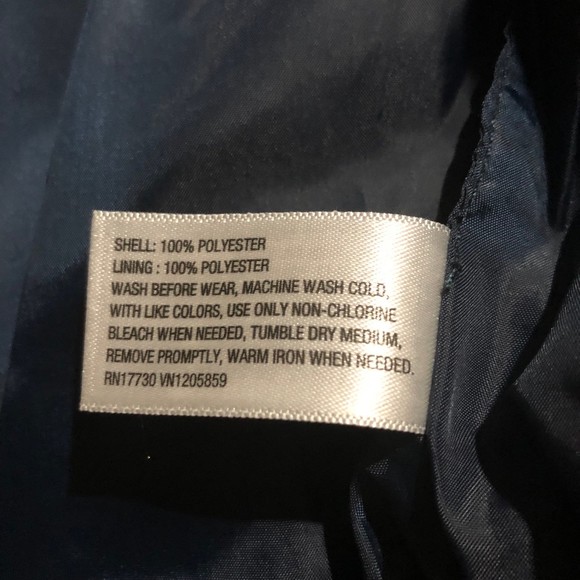 SHELL: 100% POLYESTER
LINING : 100% POLYESTER
WASH BEFORE WEAR, MACHINE WASH COLD,
WITH LIKE COLORS, USE ONLY NON-CHLORINE
BLEACH WHEN NEEDED, TUMBLE DRY MEDIUM,
REMOVE PROMPTLY, WARM IRON WHEN NEEDED.
RN17730 VN1205859